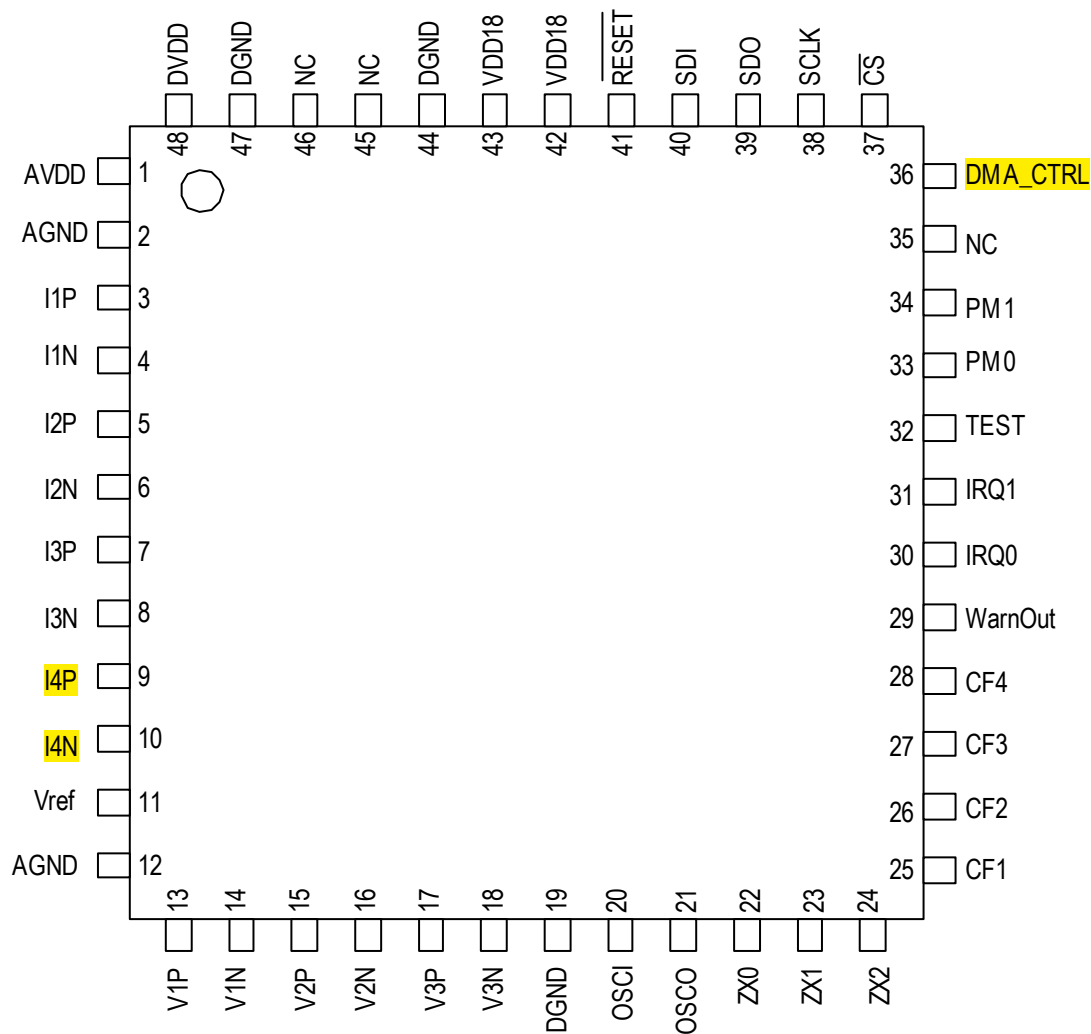 DVDD
DGND
NC
NC
DGND
VDD18
VDD18
RESET
SDI
SDO
SCLK
CS
48
47
46
45
44
43
42
41
40
39
38
37
AVDD 1
AGND 2
I1P 3
I1N 4
I2P 5
I2N 6
I3P 7
I3N 8
I4P 9
I4N 10
Vref 11
AGND 12
36 DMA_CTRL
35 NC
34 PM1
33 PM0
32 TEST
31 IRQ1
30 IRQ0
29 WarnOut
28 CF4
27 CF3
26 CF2
25 CF1
13
14
15
16
17
18
19
20
21
22
23
24
V1P
V1N
V2P
V2N
V3P
V3N
DGND
OSCI
OSCO
ZX0
ZX1
ZX2